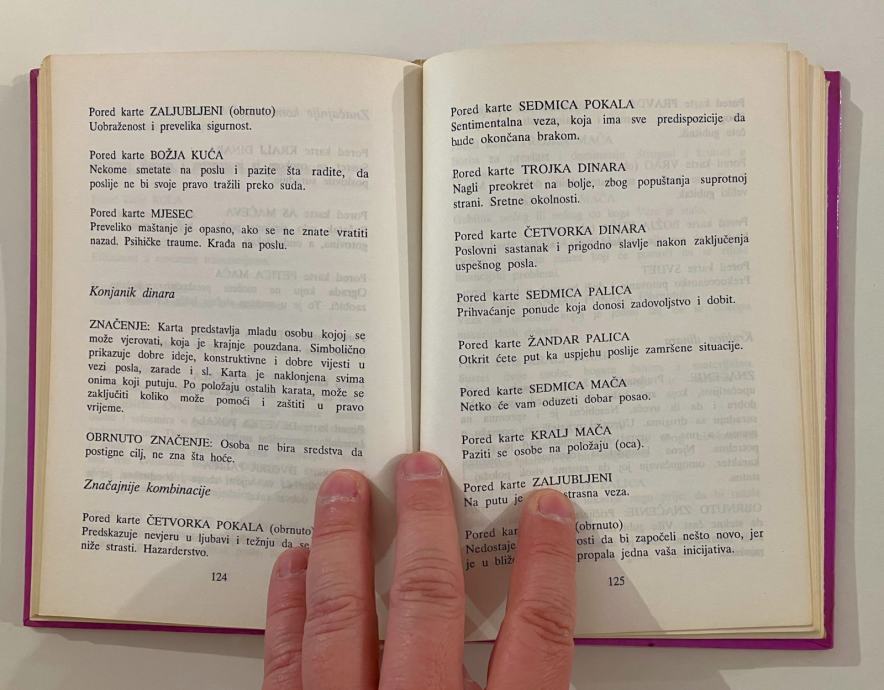 Pored karte ZALJUBLJENI (obrnuto)
Uobraženost i prevelika sigurnost.
Pored karte BOŽJA KUĆA
Nekome smetate na poslu i pazite šta radite, da
poslije ne bi svoje pravo tražili preko suda.
Pored karte MJESEC
Preveliko maštanje je opasno, ako se ne znate vratiti
nazad. Psihičke traume. Krađa na poslu.
Konjanik dinara
ZNAČENJE: Karta predstavlja mladu osobu kojoj se
može vjerovati, koja je krajnje pouzdana. Simbolično
prikazuje dobre ideje, konstruktivne i dobre vijesti u
vezi posla, zarade i sl. Karta je naklonjena svima
onima koji putuju. Po položaju ostalih karata, može se
zaključiti koliko može pomoći i zaštiti u pravo
vrijeme.
OBRNUTO ZNAČENJE: Osoba ne bira sredstva da
postigne cilj, ne zna šta hoće.
Značajnije kombinacije
Pored karte ČETVORKA POKALA (obrnuto)
Predskazuje nevjeru u ljubavi i težnju da se
niže strasti. Hazarderstvo.
124
Pored karte SEDMICA POKALA
Sentimentalna veza, koja ima sve predispozicije da
bude okončana brakom.
Pored karte TROJKA DINARA
Nagli preokret na bolje, zbog popuštanja suprotnoj
strani. Sretne okolnosti.
Pored karte ČETVORKA DINARA
Poslovni sastanak i prigodno slavlje nakon zaključenja
uspešnog posla.
Pored karte SEDMICA PALICA
Prihvaćanje ponude koja donosi zadovoljstvo i dobit.
Pored karte ŽANDAR PALICA
Otkrit ćete put ka uspjehu poslije zamršene situacije.
Pored karte SEDMICA MAČA
Netko će vam oduzeti dobar posao.
Pored karte KRALJ MAČA
Paziti se osobe na položaju (oca).
Pored karte ZALJUBLJENI
Na putu je strasna veza.
Pored (obrnuto)
Nedostaje da bi započeli nešto novo, jer
je u propala jedna vaša inicijativa.
125